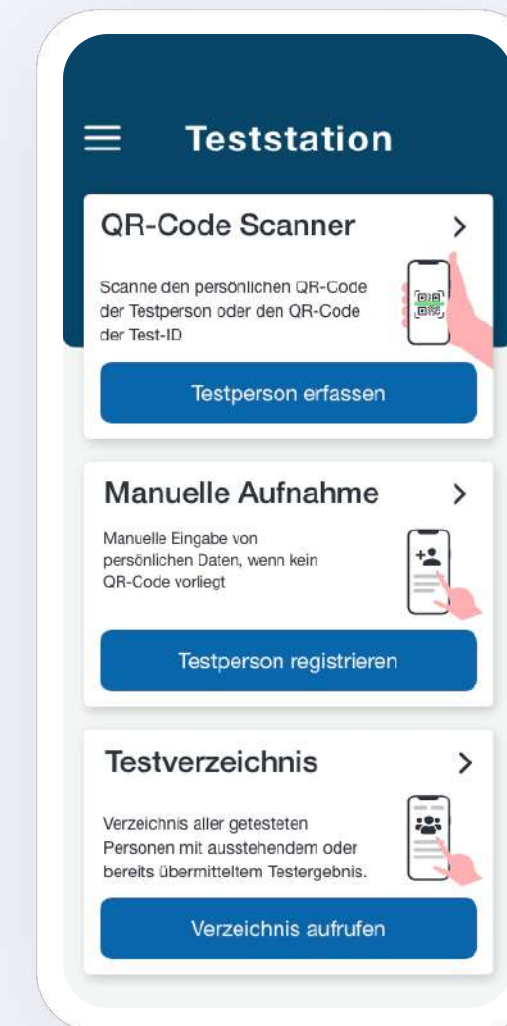 Teststation
QR-Code Scanner
Scanne den persönlichen QR-Code
der Testperson oder den QR-Code
der Test-ID
Testperson erfassen
Manuelle Aufnahme
Manuelle Eingabe von
persönlichen Daten, wenn kein
QR-Code vorliegt
Testperson registrieren
Testverzeichnis
Verzeichnis aller getesteten
Personen mit ausstehendem oder
bereits übermitteltem Testergebnis.
Verzeichnis aufrufen